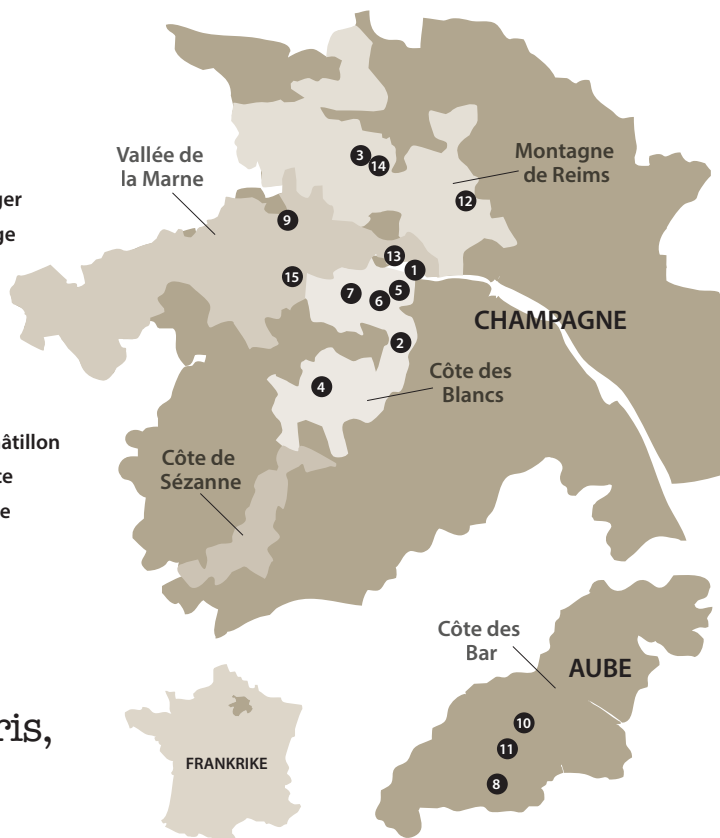 Vallée de
la Marne
Montagne
de Reims
3
14
12
9
13
1
15
7
6
5
2
4
CHAMPAGNE
Côte des
Blancs
Côte de
Sézanne
ger
ge
âtillon
te
e
ris,
Côte des
Bar
AUBE
10
11
8
FRANKRIKE